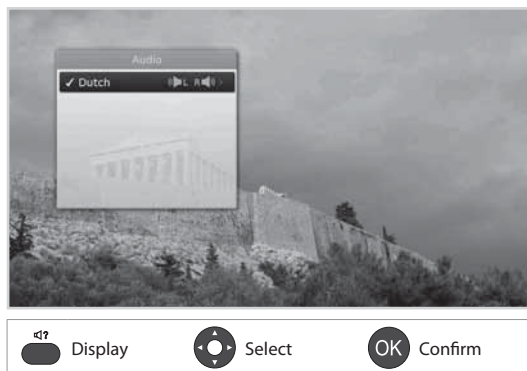 Audio
✓ Dutch L R
Display Select OK Confirm